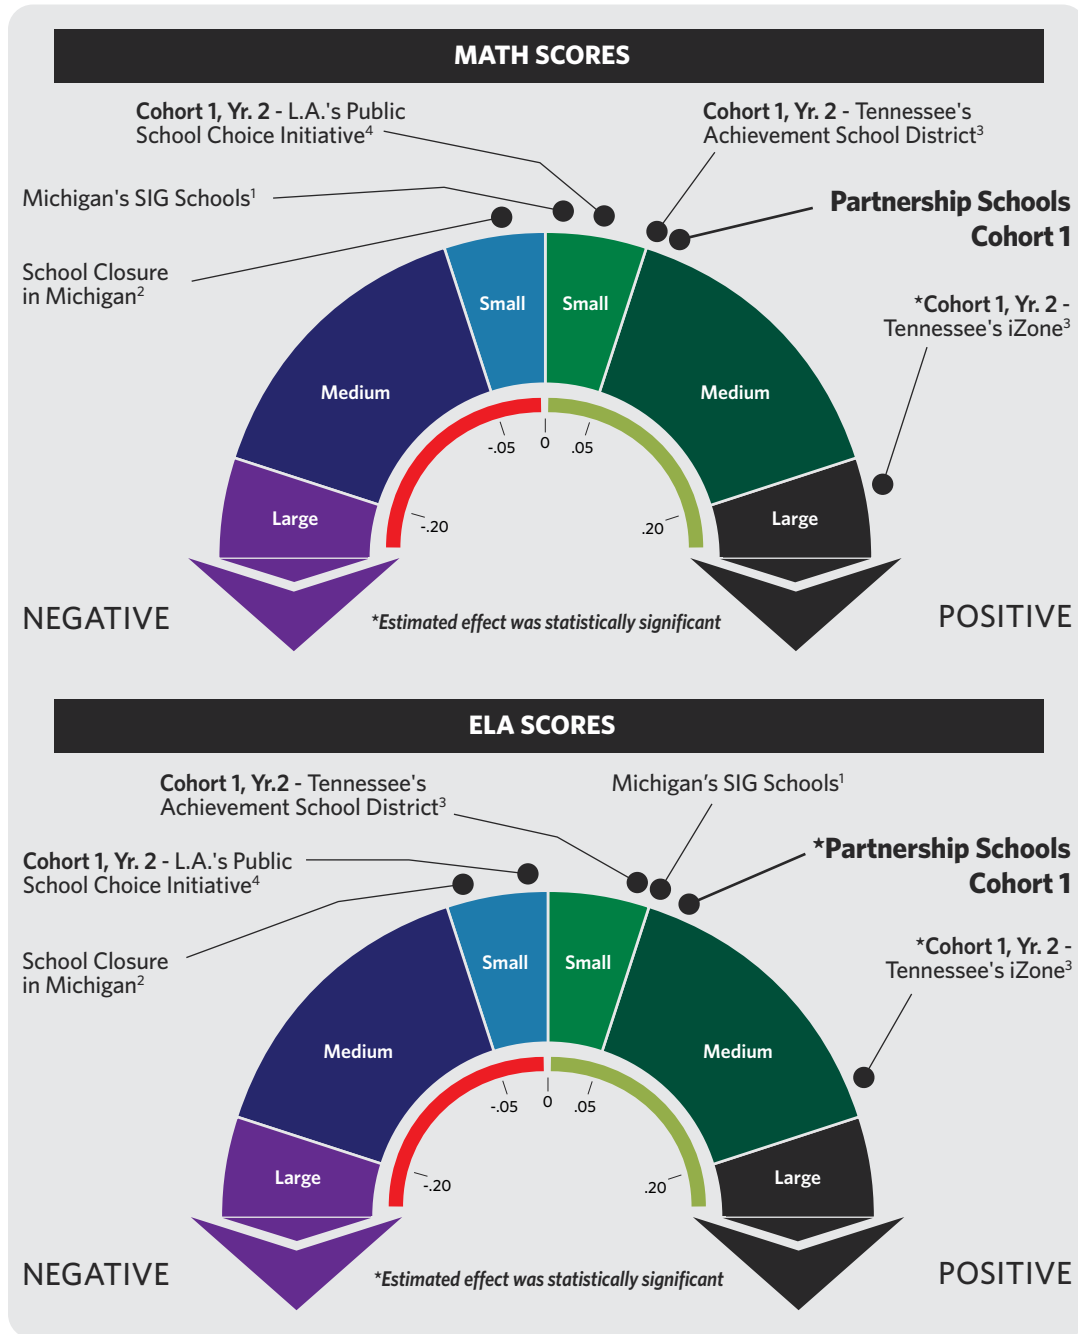 MATH SCORES
Cohort 1, Yr. 2 - L.A.'s Public
School Choice Initiative⁴
Cohort 1, Yr. 2 - Tennessee's
Achievement School District³
Michigan's SIG Schools¹
Partnership Schools
Cohort 1
School Closure
in Michigan²
*Cohort 1, Yr. 2 -
Tennessee's iZone³
Small
Small
Medium
Medium
-.05
0
.05
Large
-.20
.20
Large
NEGATIVE
*Estimated effect was statistically significant
POSITIVE
ELA SCORES
Cohort 1, Yr.2 - Tennessee's
Achievement School District³
Michigan’s SIG Schools¹
Cohort 1, Yr. 2 - L.A.'s Public
School Choice Initiative⁴
*Partnership Schools
Cohort 1
School Closure
in Michigan²
*Cohort 1, Yr. 2 -
Tennessee's iZone³
Small
Small
Medium
Medium
-.05
0
.05
Large
-.20
.20
Large
NEGATIVE
*Estimated effect was statistically significant
POSITIVE